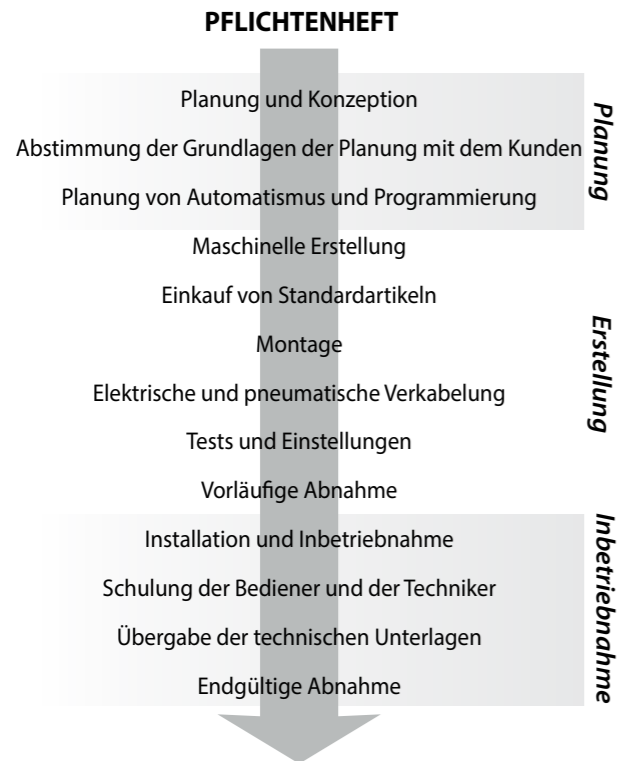 PFLICHTENHEFT
Planung und Konzeption
Abstimmung der Grundlagen der Planung mit dem Kunden
Planung von Automatismus und Programmierung
Planung
Maschinelle Erstellung
Einkauf von Standardartikeln
Montage
Elektrische und pneumatische Verkabelung
Tests und Einstellungen
Vorläufige Abnahme
Erstellung
Installation und Inbetriebnahme
Schulung der Bediener und der Techniker
Übergabe der technischen Unterlagen
Endgültige Abnahme
Inbetriebnahme